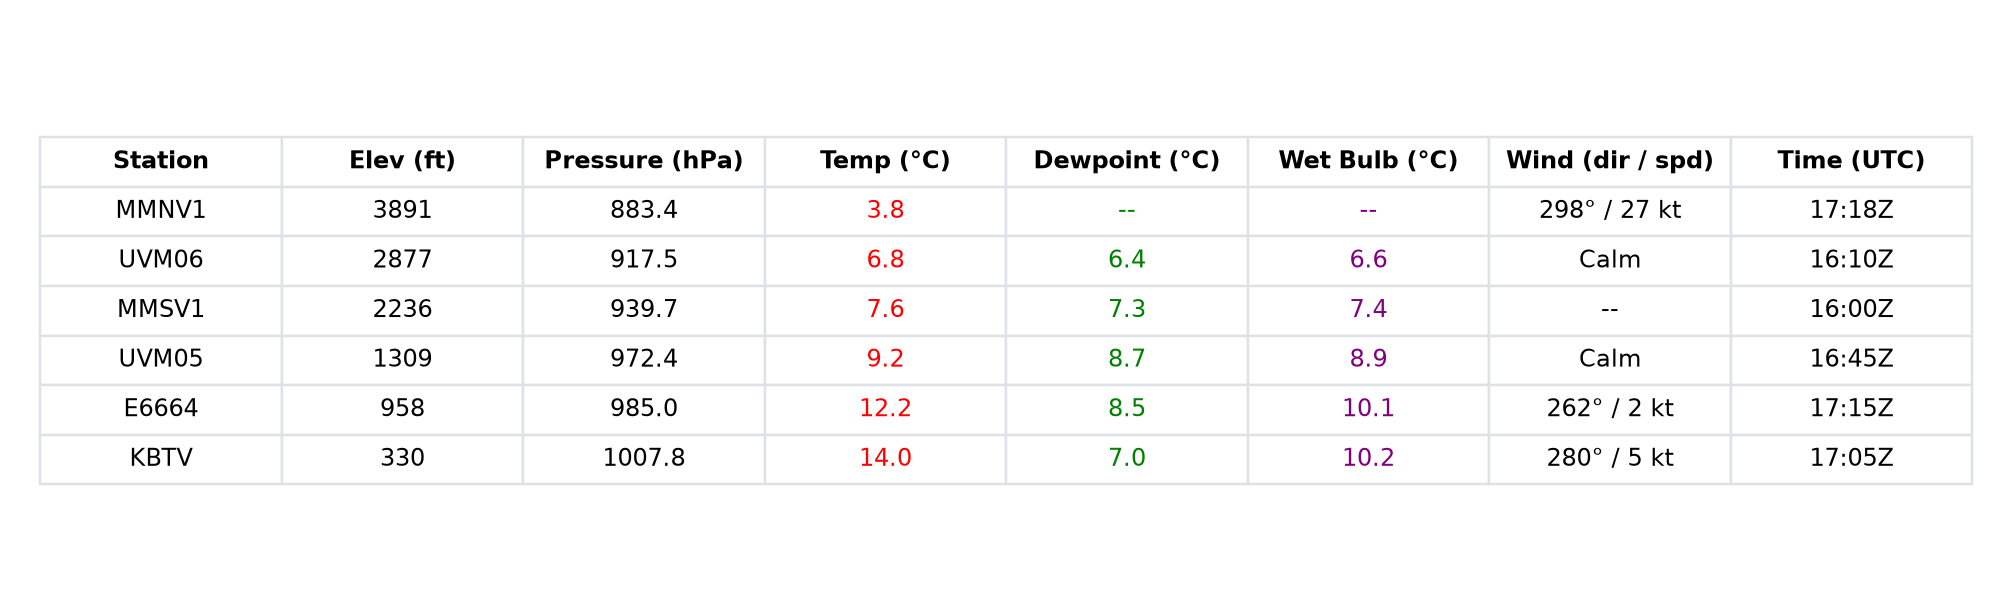 Station Elev (ft) Pressure (hPa) Temp (°C) Dewpoint (°C) Wet Bulb (°C) Wind (dir / spd) Time (UTC)
MMNV1 3891 883.4 3.8 -- -- 298° / 27 kt 17:18Z
UVM06 2877 917.5 6.8 6.4 6.6 Calm 16:10Z
MMSV1 2236 939.7 7.6 7.3 7.4 -- 16:00Z
UVM05 1309 972.4 9.2 8.7 8.9 Calm 16:45Z
E6664 958 985.0 12.2 8.5 10.1 262° / 2 kt 17:15Z
KBTV 330 1007.8 14.0 7.0 10.2 280° / 5 kt 17:05Z